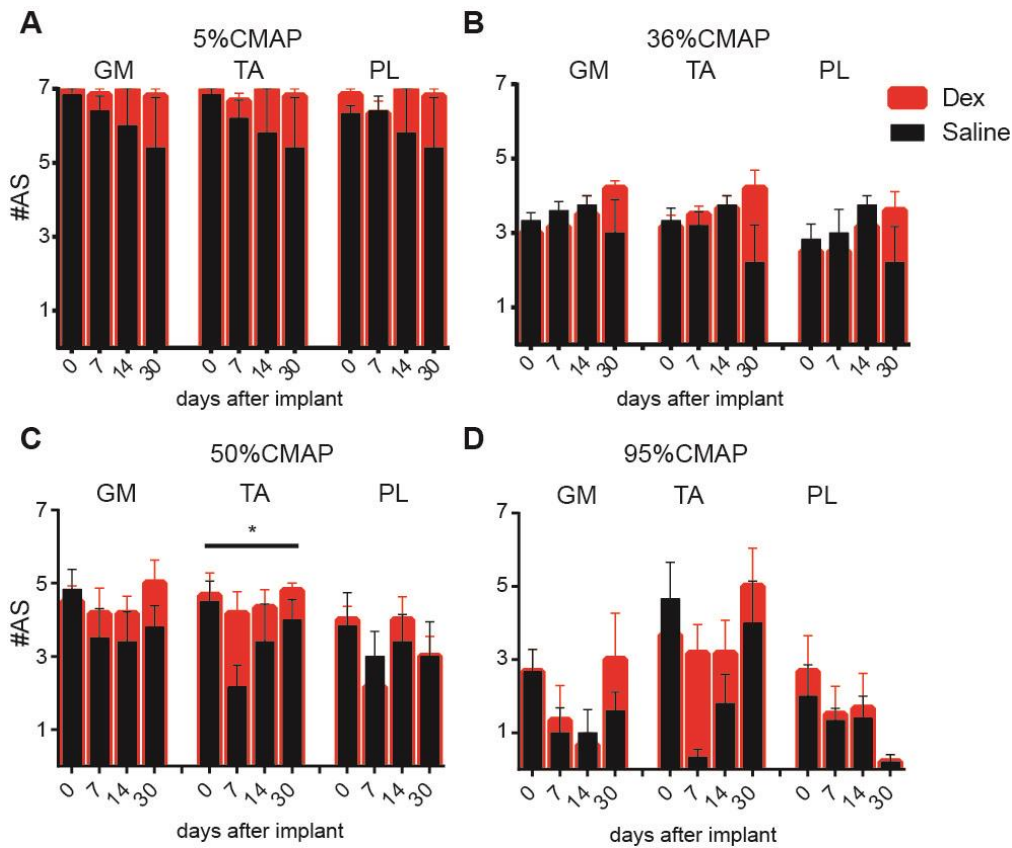 A
5%CMAP
GM TA PL
7
5
3
1
#AS
0 7 14 30 0 7 14 30 0 7 14 30
days after implant
B
36%CMAP
GM TA PL
7
5
3
1
Dex
Saline
0 7 14 30 0 7 14 30 0 7 14 30
days after implant
C
50%CMAP
GM TA PL
7
5
3
1
#AS
*
0 7 14 30 0 7 14 30 0 7 14 30
days after implant
D
95%CMAP
GM TA PL
7
5
3
1
0 7 14 30 0 7 14 30 0 7 14 30
days after implant